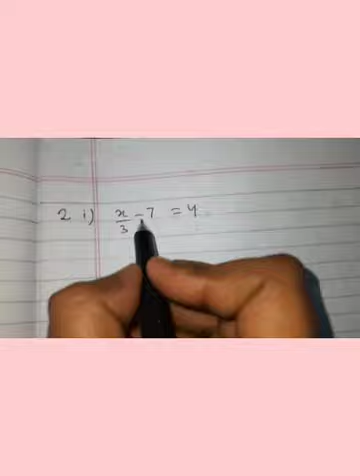 2 i) x/3 - 7 = 4